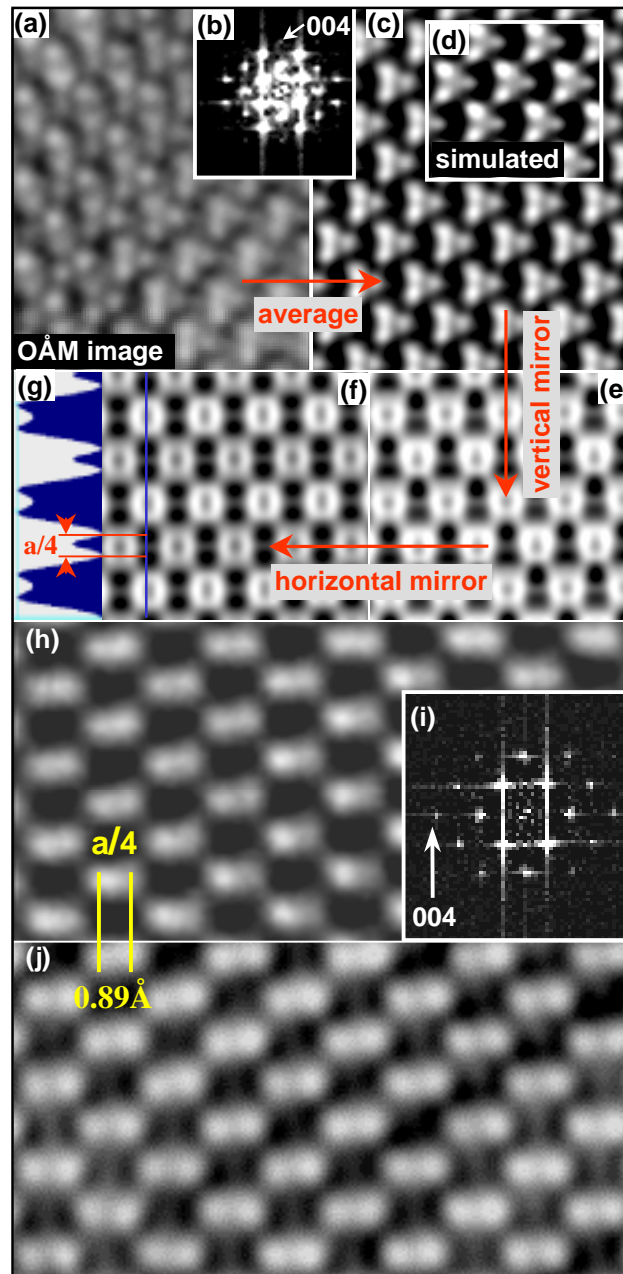 (a)
(b)
004
(c)
(d)
simulated
average
OÅM image
vertical mirror
(g)
(f)
(e)
a/4
horizontal mirror
(h)
(i)
a/4
004
(j)
0.89Å